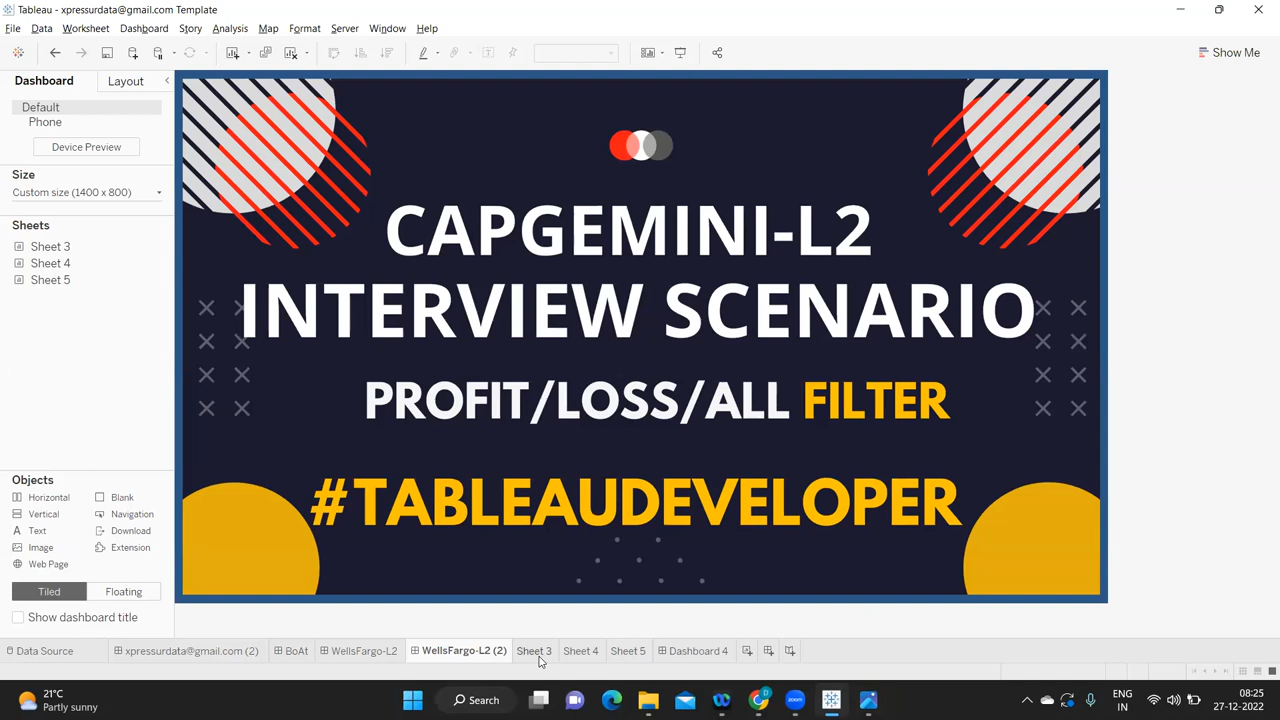 Tableau - xpressurdata@gmail.com Template
File Data Worksheet Dashboard Story Analysis Map Format Server Window Help
Show Me
Dashboard Layout
Default
Phone
Device Preview
Size
Custom size (1400 x 800)
Sheets
Sheet 3
Sheet 4
Sheet 5
CAPGEMINI-L2
INTERVIEW SCENARIO
PROFIT/LOSS/ALL FILTER
#TABLEAUDEVELOPER
Objects
Horizontal Blank
Vertical Navigation
Text Download
Image Extension
Web Page
Tiled Floating
Show dashboard title
Data Source xpressurdata@gmail.com (2) BoAt WellsFargo-L2 WellsFargo-L2 (2) Sheet 3 Sheet 4 Sheet 5 Dashboard 4
21°C
Partly sunny
Search
ENG
IN
08:25
27-12-2022